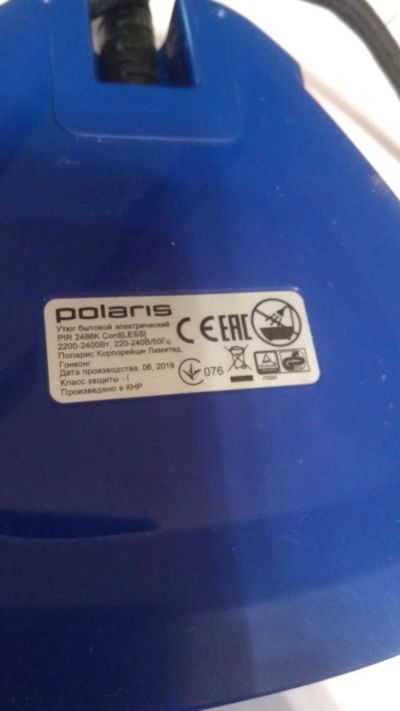 polaris
Утюг бытовой электрический
PIR 2486K Cord[LESS]
2200-2400Вт, 220-240В/50Гц
Поларис Корпорейшн Лимитед,
Гонконг
Дата производства: 06. 2019
Класс защиты - I
Произведено в КНР
CE EAC
076